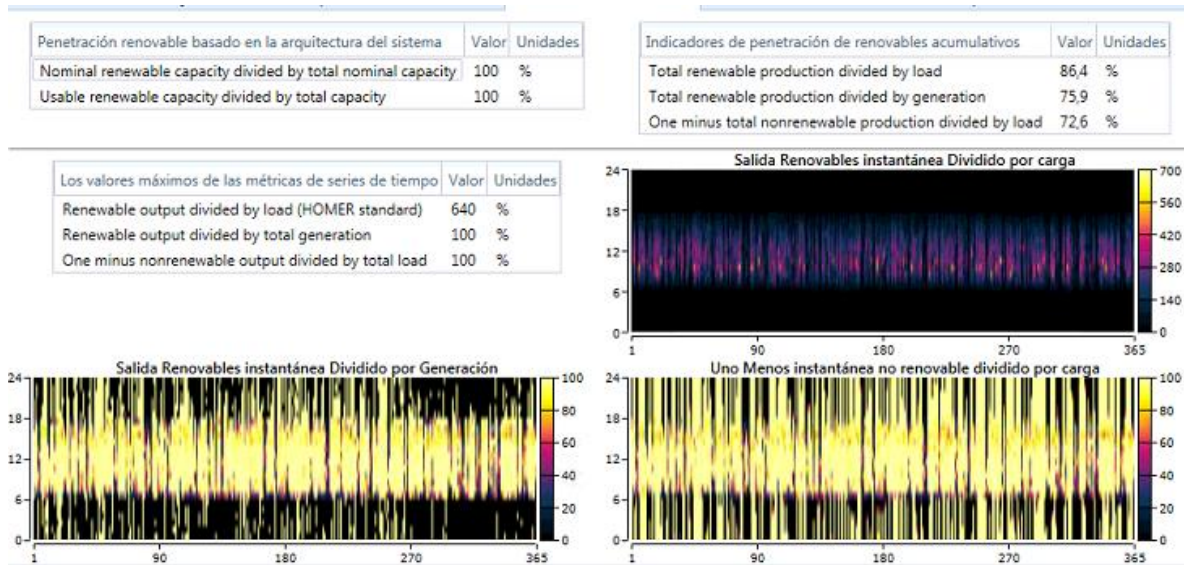 Penetración renovable basado en la arquitectura del sistema Valor Unidades
Nominal renewable capacity divided by total nominal capacity 100 %
Usable renewable capacity divided by total capacity 100 %
Indicadores de penetración de renovables acumulativos Valor Unidades
Total renewable production divided by load 86,4 %
Total renewable production divided by generation 75,9 %
One minus total nonrenewable production divided by load 72,6 %
Los valores máximos de las métricas de series de tiempo Valor Unidades
Renewable output divided by load (HOMER standard) 640 %
Renewable output divided by total generation 100 %
One minus nonrenewable output divided by total load 100 %
Salida Renovables instantánea Dividido por carga
24
18
12
6
0
1 90 180 270 365
700
560
420
280
140
0
Salida Renovables instantánea Dividido por Generación
24
18
12
6
0
1 90 180 270 365
100
80
60
40
20
0
Uno Menos instantánea no renovable dividido por carga
24
18
12
6
0
1 90 180 270 365
100
80
60
40
20
0